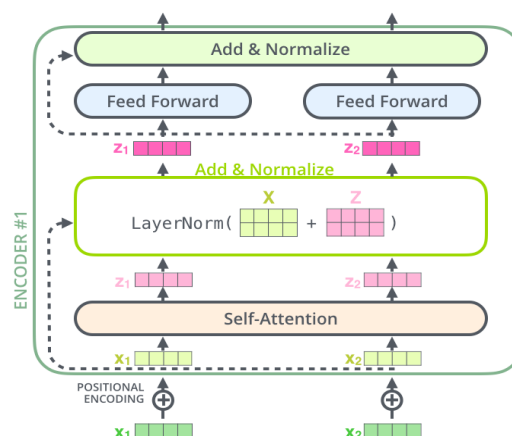 Add & Normalize
Feed Forward Feed Forward
z1 z2
Add & Normalize
X Z
LayerNorm( + )
z1 z2
Self-Attention
x1 x2
POSITIONAL
ENCODING
x1 x2
ENCODER #1